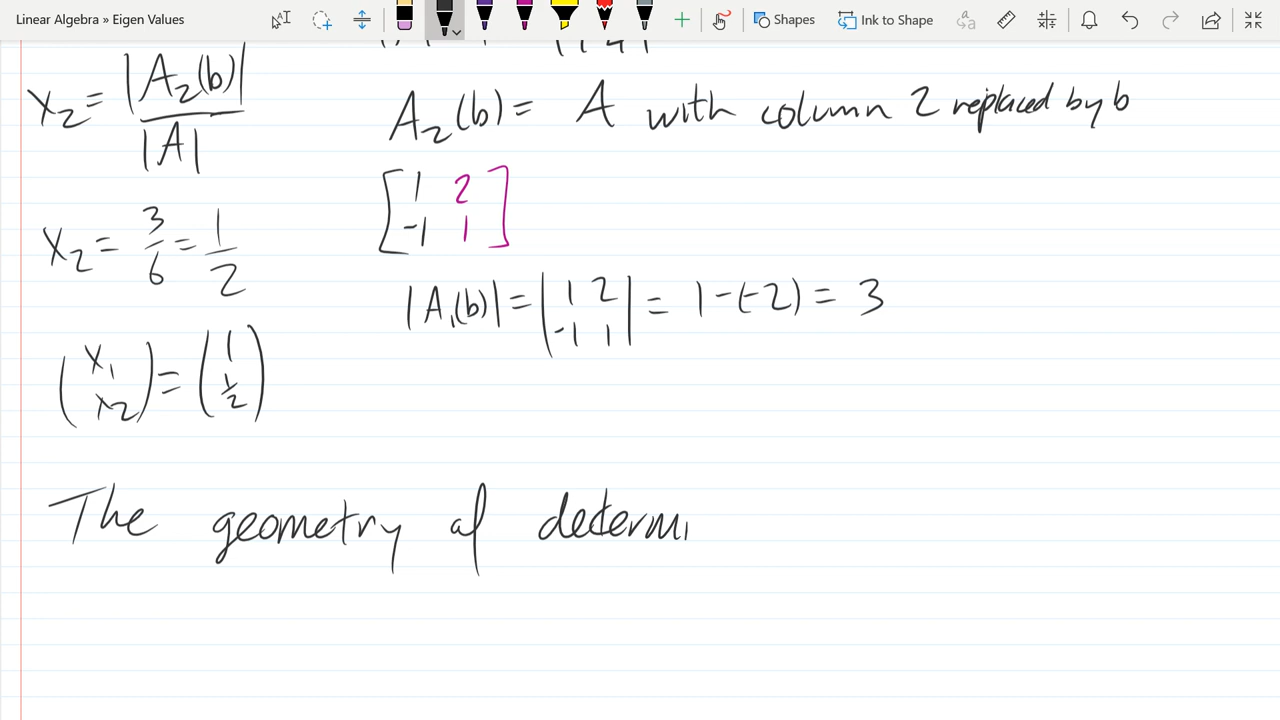 Linear Algebra » Eigen Values
Shapes
Ink to Shape
x₂ = |A₂(b)| / |A|
A₂(b) = A with column 2 replaced by b
[1 2
-1 1]
x₂ = 3/6 = 1/2
|A₁(b)| = |1 2
-1 1| = 1-(-2) = 3
(x₁
x₂) = (1
1/2)
The geometry of determi